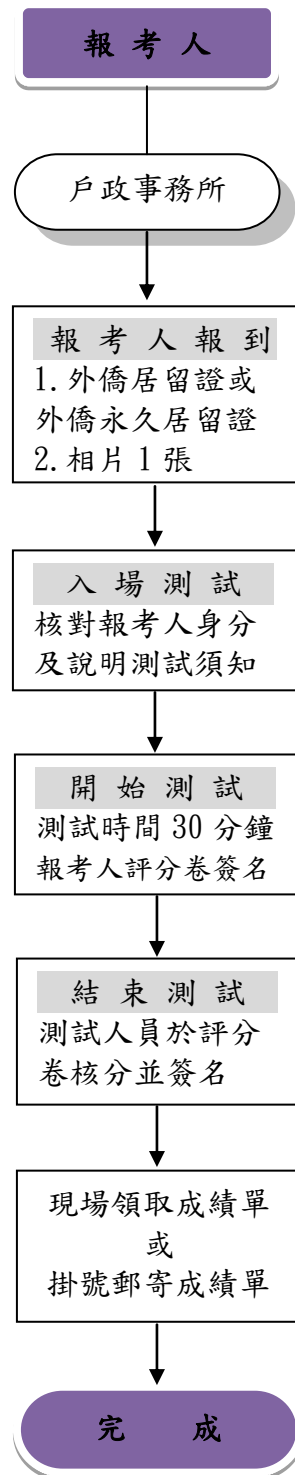 報考人
戶政事務所
報考人報到
1.外僑居留證或
外僑永久居留證
2.相片1張
入場測試
核對報考人身分
及說明測試須知
開始測試
測試時間30分鐘
報考人評分卷簽名
結束測試
測試人員於評分
卷核分並簽名
現場領取成績單
或
掛號郵寄成績單
完成